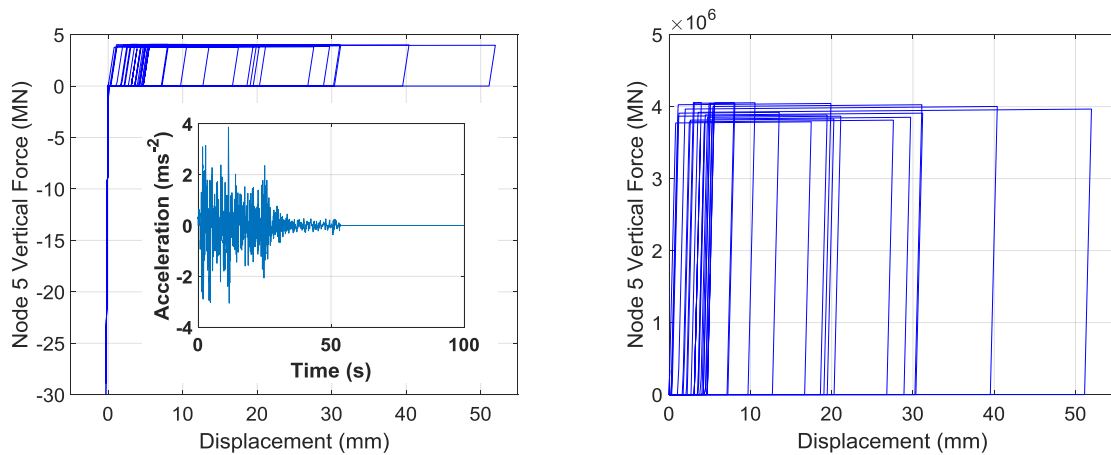 5
0
-5
-10
-15
-20
-25
-30
Node 5 Vertical Force (MN)
0 10 20 30 40 50
Displacement (mm)
4
2
0
-2
-4
Acceleration (ms-2)
0 50 100
Time (s)
×10^6
5
4
3
2
1
0
Node 5 Vertical Force (MN)
0 10 20 30 40 50
Displacement (mm)